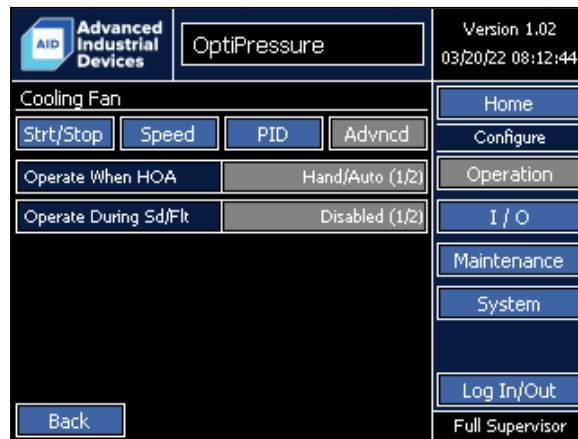 AID
Advanced
Industrial
Devices
OptiPressure
Version 1.02
03/20/22 08:12:44
Cooling Fan
Home
Strt/Stop Speed PID Advncd
Configure
Operate When HOA Hand/Auto (1/2)
Operation
Operate During Sd/Flt Disabled (1/2)
I / O
Maintenance
System
Log In/Out
Back
Full Supervisor